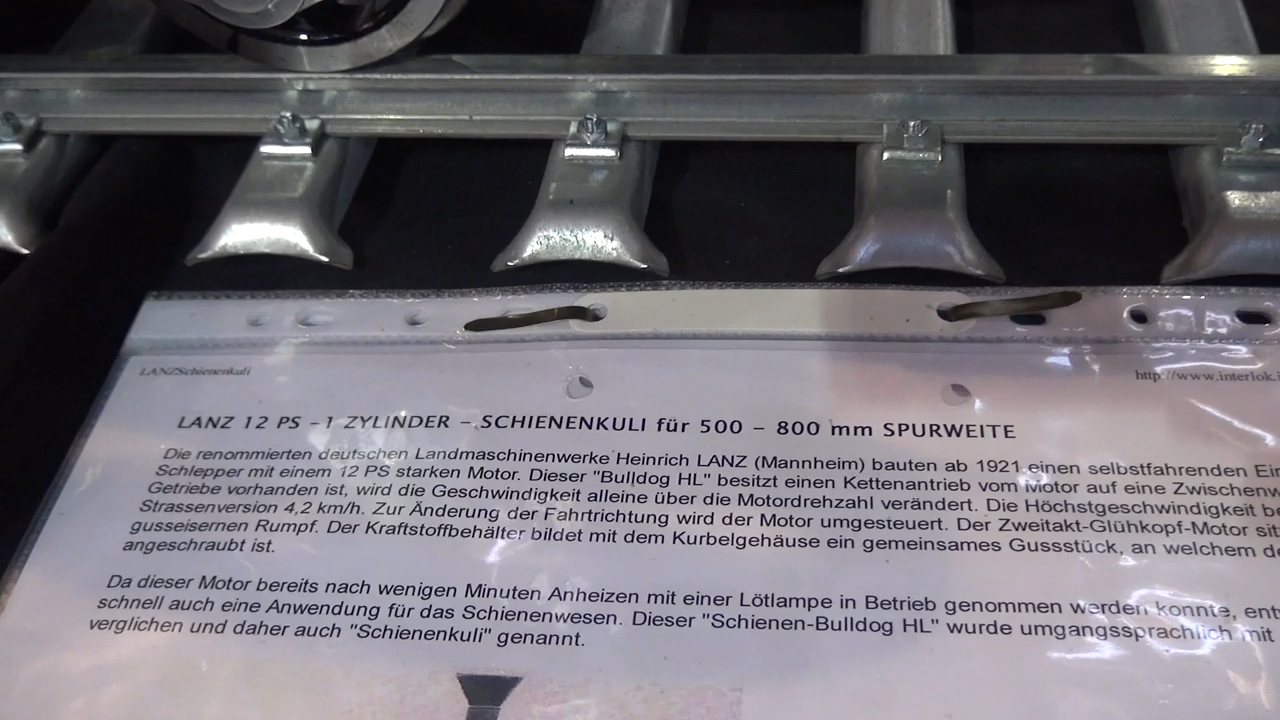 LANZSchienenkuli
http://www.interlok.
LANZ 12 PS -1 ZYLINDER - SCHIENENKULI für 500 - 800 mm SPURWEITE
Die renommierten deutschen Landmaschinenwerke Heinrich LANZ (Mannheim) bauten ab 1921 einen selbstfahrenden
Schlepper mit einem 12 PS starken Motor. Dieser "Bulldog HL" besitzt einen Kettenantrieb vom Motor auf eine
Getriebe vorhanden ist, wird die Geschwindigkeit alleine über die Motordrehzahl verändert. Die Höchstgeschwindigkeit
Strassenversion 4,2 km/h. Zur Änderung der Fahrtrichtung wird der Motor umgesteuert. Der Zweitakt-Glühkopf-Motor
gusseisernen Rumpf. Der Kraftstoffbehälter bildet mit dem Kurbelgehäuse ein gemeinsames Gussstück, an welchem
angeschraubt ist.
Da dieser Motor bereits nach wenigen Minuten Anheizen mit einer Lötlampe in Betrieb genommen werden konnte,
schnell auch eine Anwendung für das Schienenwesen. Dieser "Schienen-Bulldog HL" wurde umgangssprachlich mit
verglichen und daher auch "Schienenkuli" genannt.